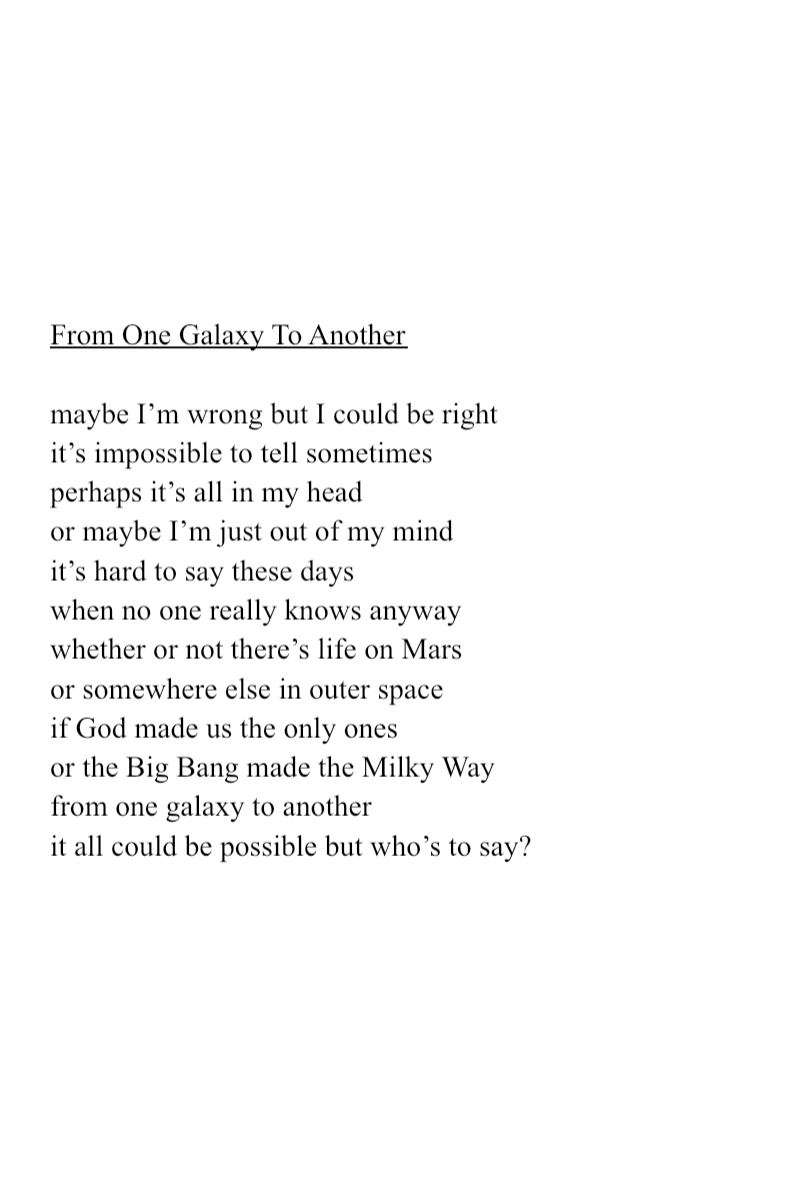 From One Galaxy To Another
maybe I’m wrong but I could be right
it’s impossible to tell sometimes
perhaps it’s all in my head
or maybe I’m just out of my mind
it’s hard to say these days
when no one really knows anyway
whether or not there’s life on Mars
or somewhere else in outer space
if God made us the only ones
or the Big Bang made the Milky Way
from one galaxy to another
it all could be possible but who’s to say?